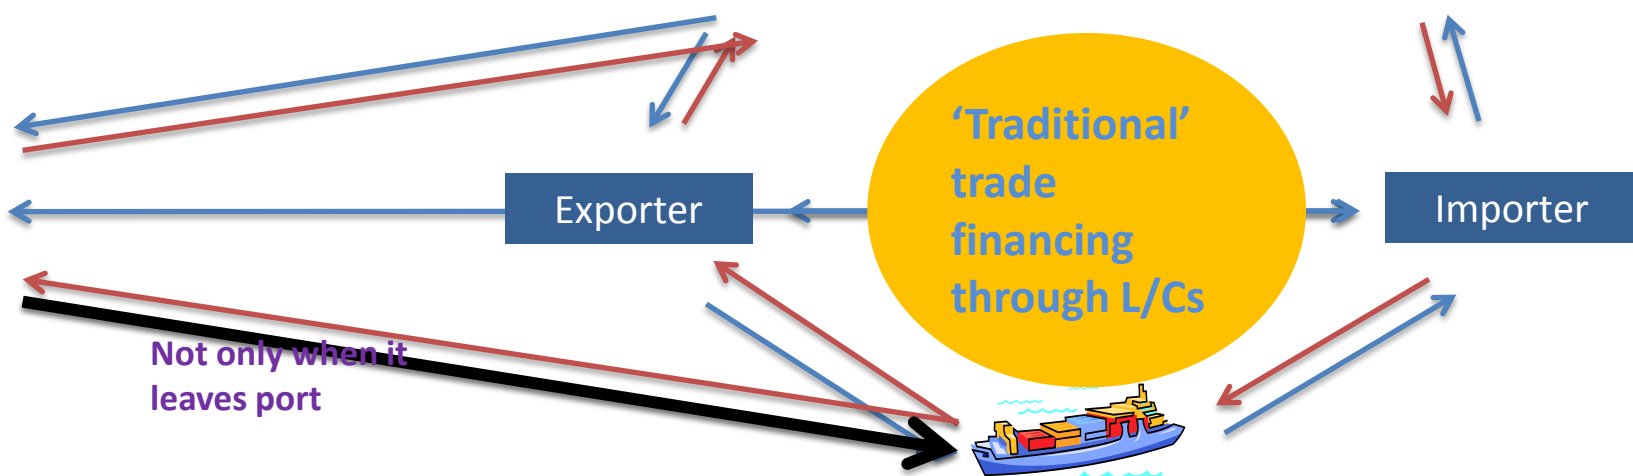 ‘Traditional’
trade
financing
through L/Cs
Exporter
Importer
Not only when it
leaves port